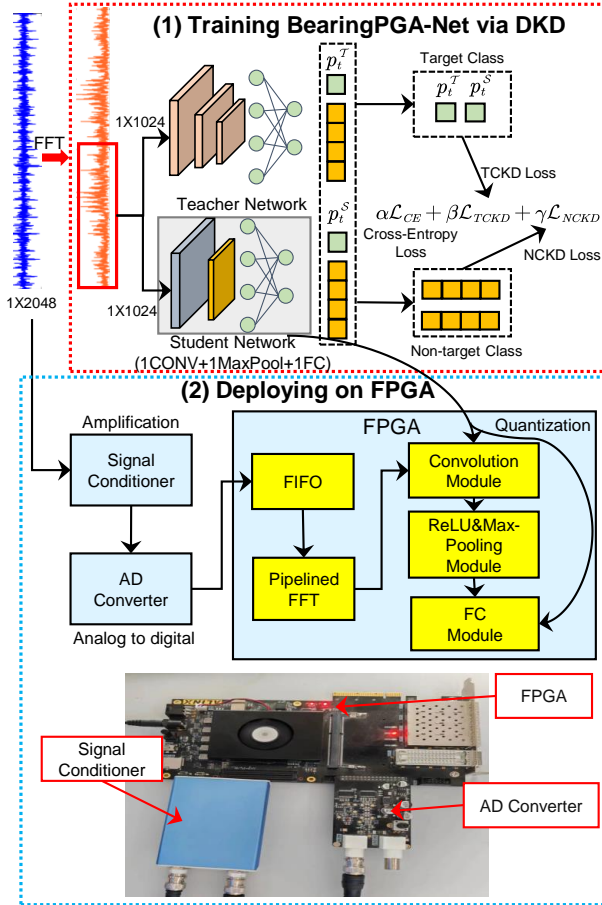 (1) Training BearingPGA-Net via DKD
FFT
1X1024
Teacher Network
1X1024
1X2048
Student Network
(1CONV+1MaxPool+1FC)
p_t^𝒯
p_t^𝒮
Target Class
p_t^𝒯 p_t^𝒮
TCKD Loss
αℒ_CE + βℒ_TCKD + γℒ_NCKD
Cross-Entropy
Loss
NCKD Loss
Non-target Class
(2) Deploying on FPGA
Amplification
Signal
Conditioner
AD
Converter
Analog to digital
FPGA
Quantization
FIFO
Pipelined
FFT
Convolution
Module
ReLU&Max-
Pooling
Module
FC
Module
FPGA
Signal
Conditioner
AD Converter